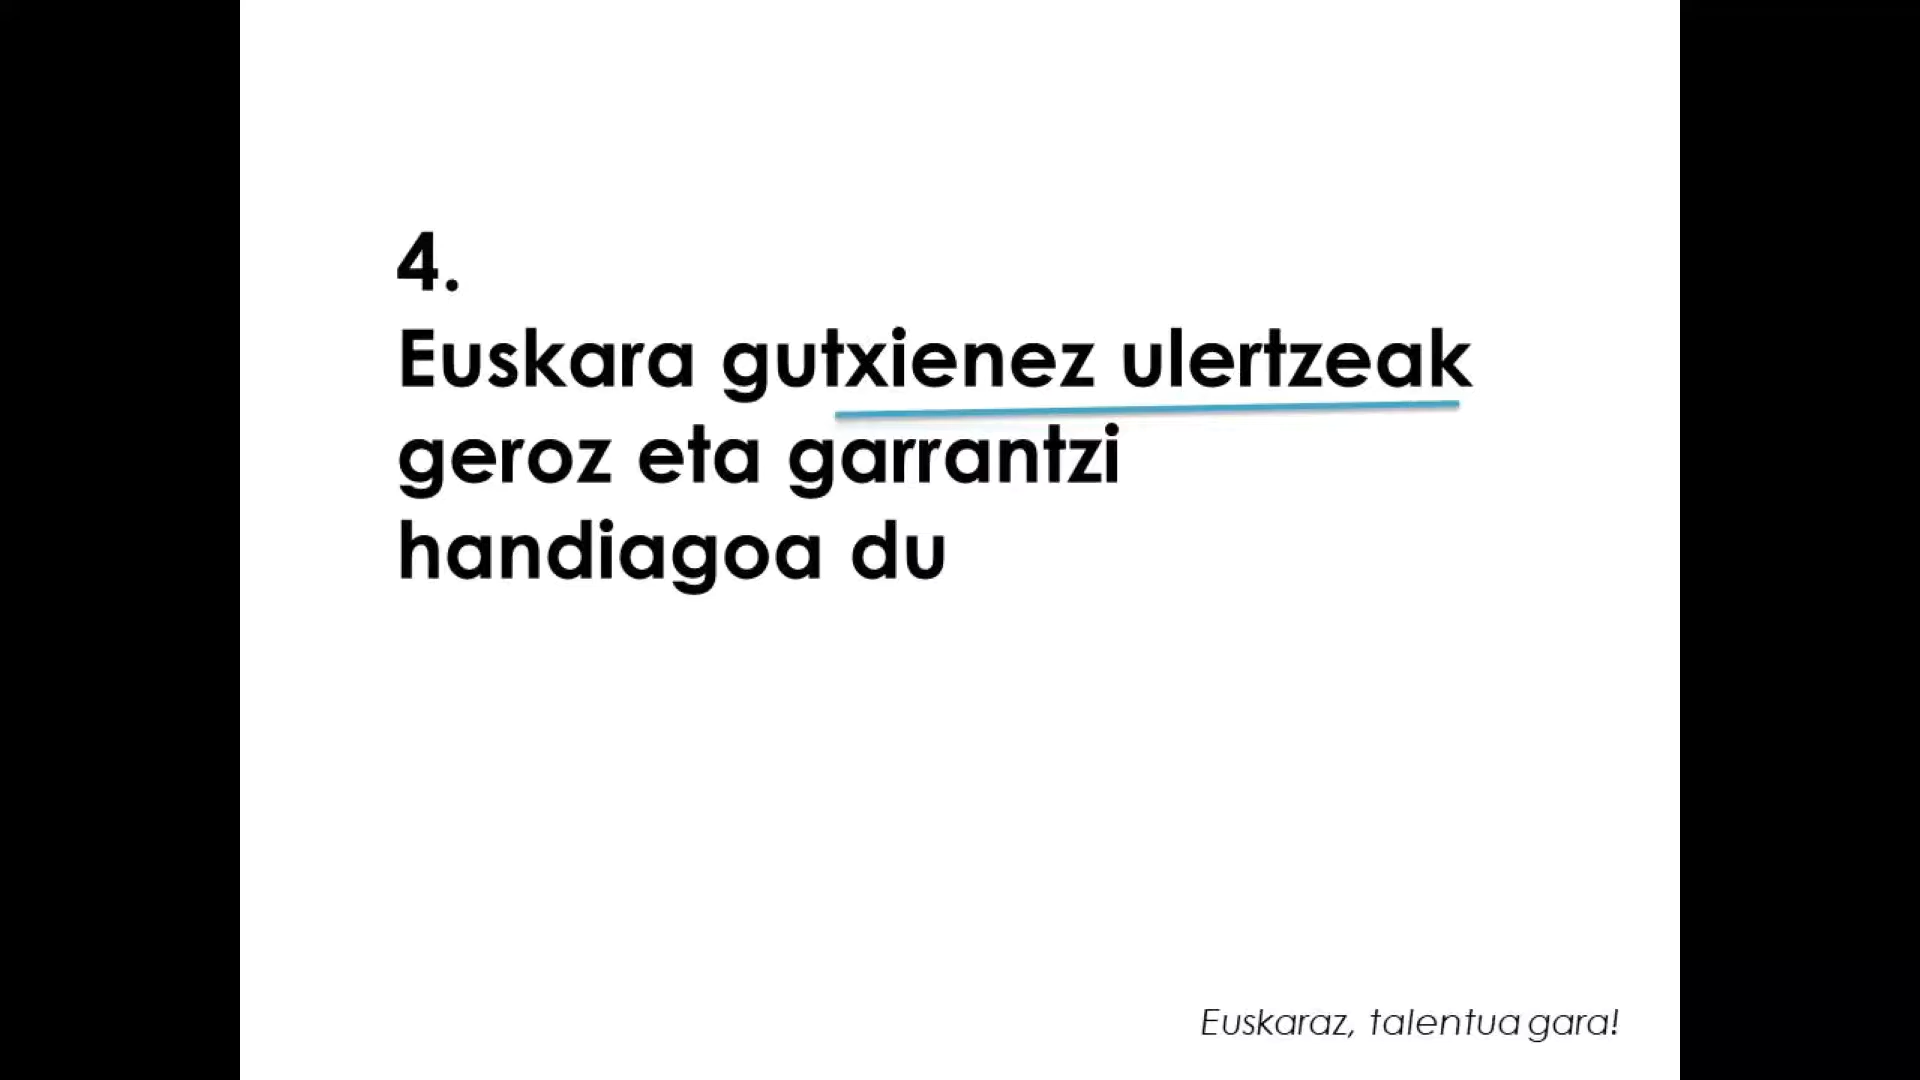 4.
Euskara gutxienez ulertzeak
geroz eta garrantzi
handiagoa du
Euskaraz, talentua gara!